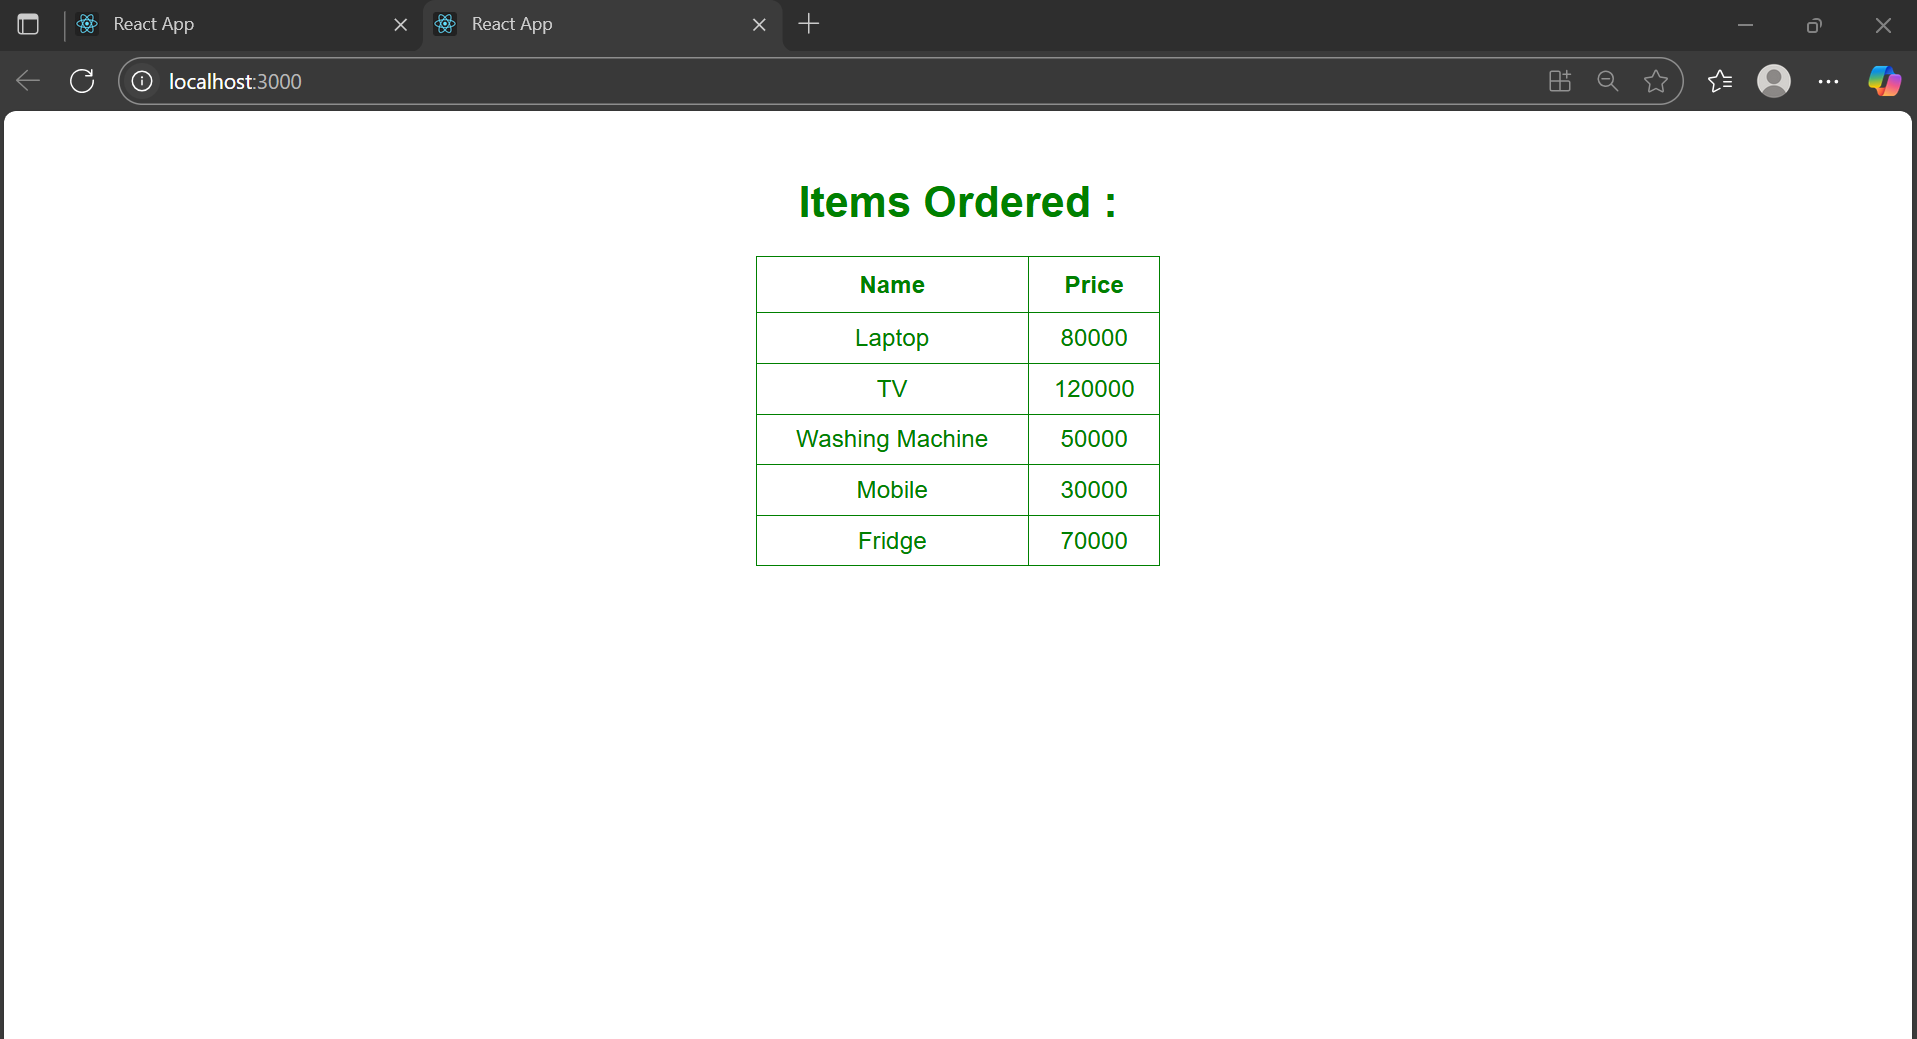 React App React App
localhost:3000
Items Ordered :
Name Price
Laptop 80000
TV 120000
Washing Machine 50000
Mobile 30000
Fridge 70000